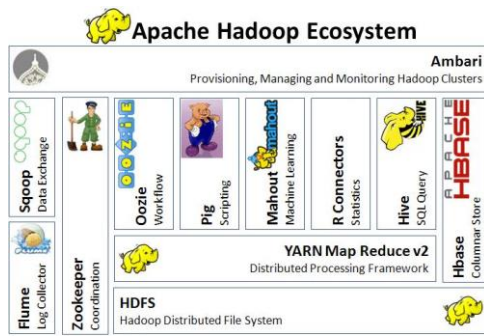 Apache Hadoop Ecosystem
Ambari
Provisioning, Managing and Monitoring Hadoop Clusters
sqoop
Sqoop
Data Exchange
FLUME
Flume
Log Collector
Zookeeper
Coordination
OOZIE
Oozie
Workflow
Pig
Scripting
mahout
Mahout
Machine Learning
R Connectors
Statistics
HIVE
Hive
SQL Query
APACHE
HBASE
Hbase
Columnar Store
YARN Map Reduce v2
Distributed Processing Framework
HDFS
Hadoop Distributed File System